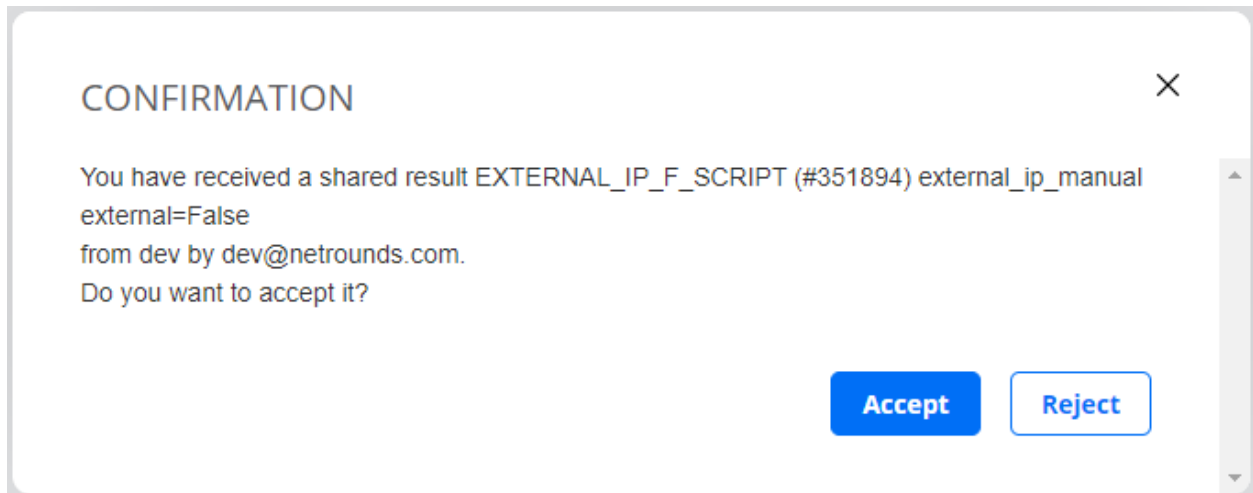 CONFIRMATION
You have received a shared result EXTERNAL_IP_F_SCRIPT (#351894) external_ip_manual
external=False
from dev by dev@netrounds.com.
Do you want to accept it?
Accept
Reject